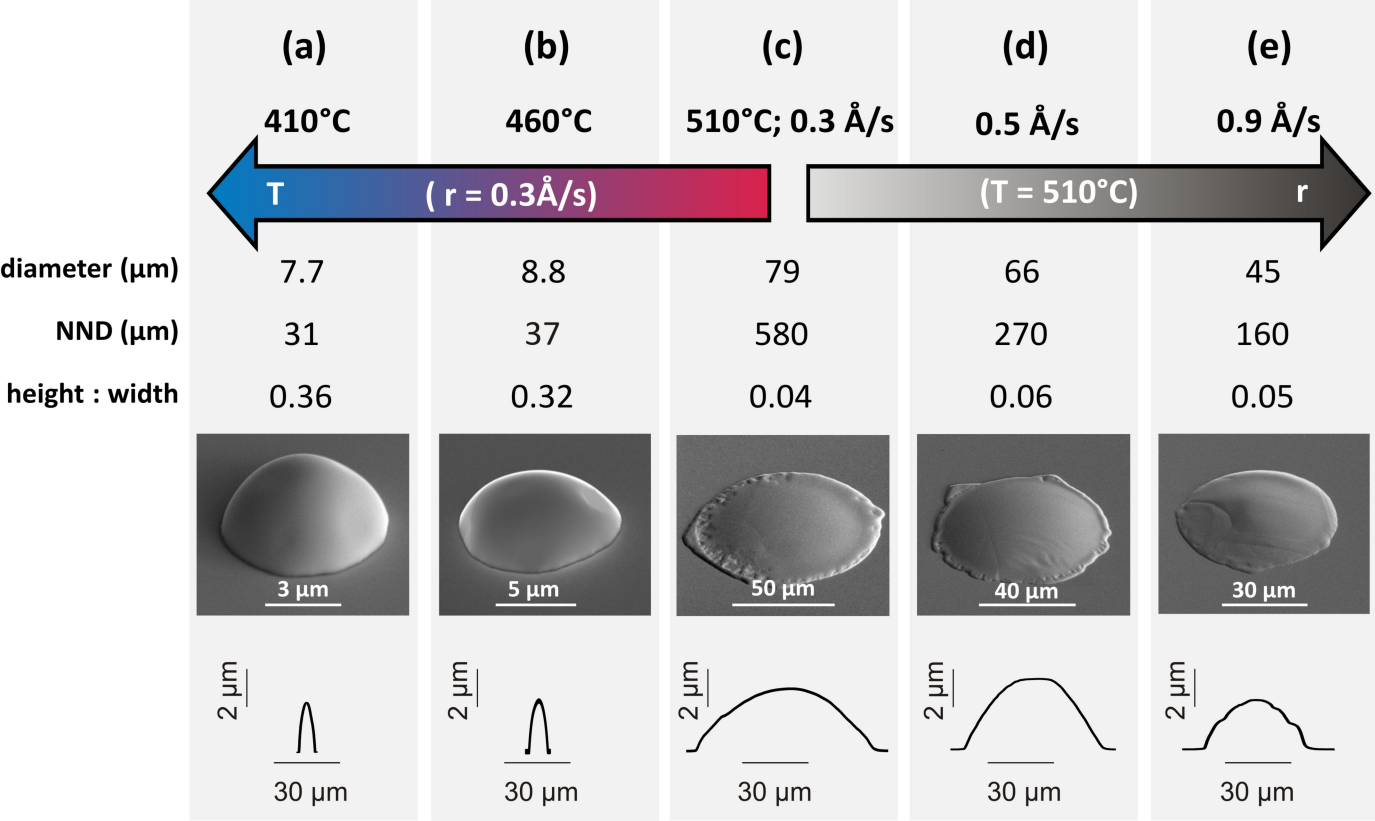 (a) (b) (c) (d) (e)
410°C 460°C 510°C; 0.3 Å/s 0.5 Å/s 0.9 Å/s
T ( r = 0.3Å/s) (T = 510°C) r
diameter (µm) 7.7 8.8 79 66 45
NND (µm) 31 37 580 270 160
height : width 0.36 0.32 0.04 0.06 0.05
3 µm 5 µm 50 µm 40 µm 30 µm
2 µm 2 µm 2 µm 2 µm 2 µm
30 µm 30 µm 30 µm 30 µm 30 µm